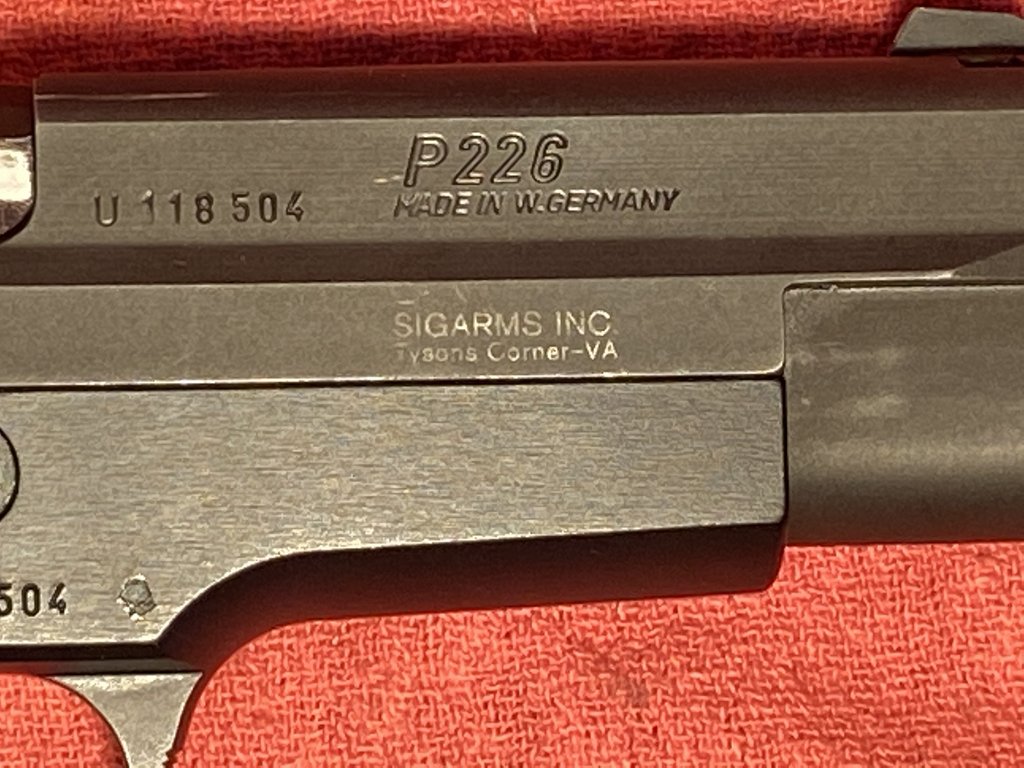 P226
U 118 504
MADE IN W.GERMANY
SIGARMS INC.
Tysons Corner-VA
504